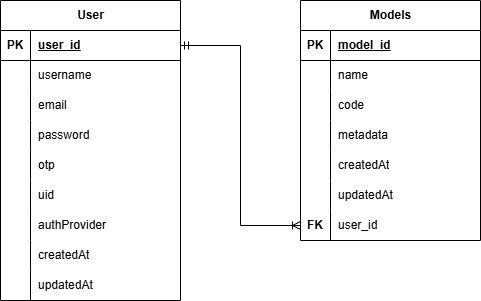 User
PK user_id
username
email
password
otp
uid
authProvider
createdAt
updatedAt
Models
PK model_id
name
code
metadata
createdAt
updatedAt
FK user_id